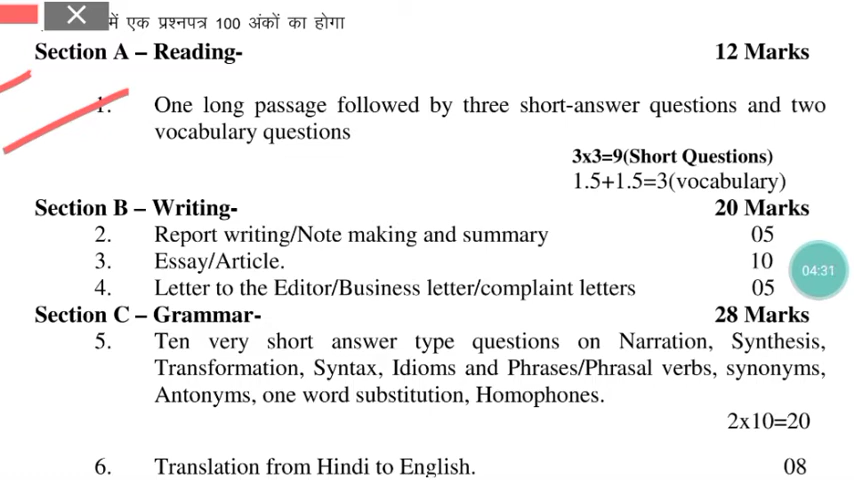 में एक प्रश्नपत्र 100 अंकों का होगा
Section A – Reading- 12 Marks
1. One long passage followed by three short-answer questions and two
vocabulary questions
3x3=9(Short Questions)
1.5+1.5=3(vocabulary)
Section B – Writing- 20 Marks
2. Report writing/Note making and summary 05
3. Essay/Article. 10
04:31
4. Letter to the Editor/Business letter/complaint letters 05
Section C – Grammar- 28 Marks
5. Ten very short answer type questions on Narration, Synthesis,
Transformation, Syntax, Idioms and Phrases/Phrasal verbs, synonyms,
Antonyms, one word substitution, Homophones.
2x10=20
6. Translation from Hindi to English. 08